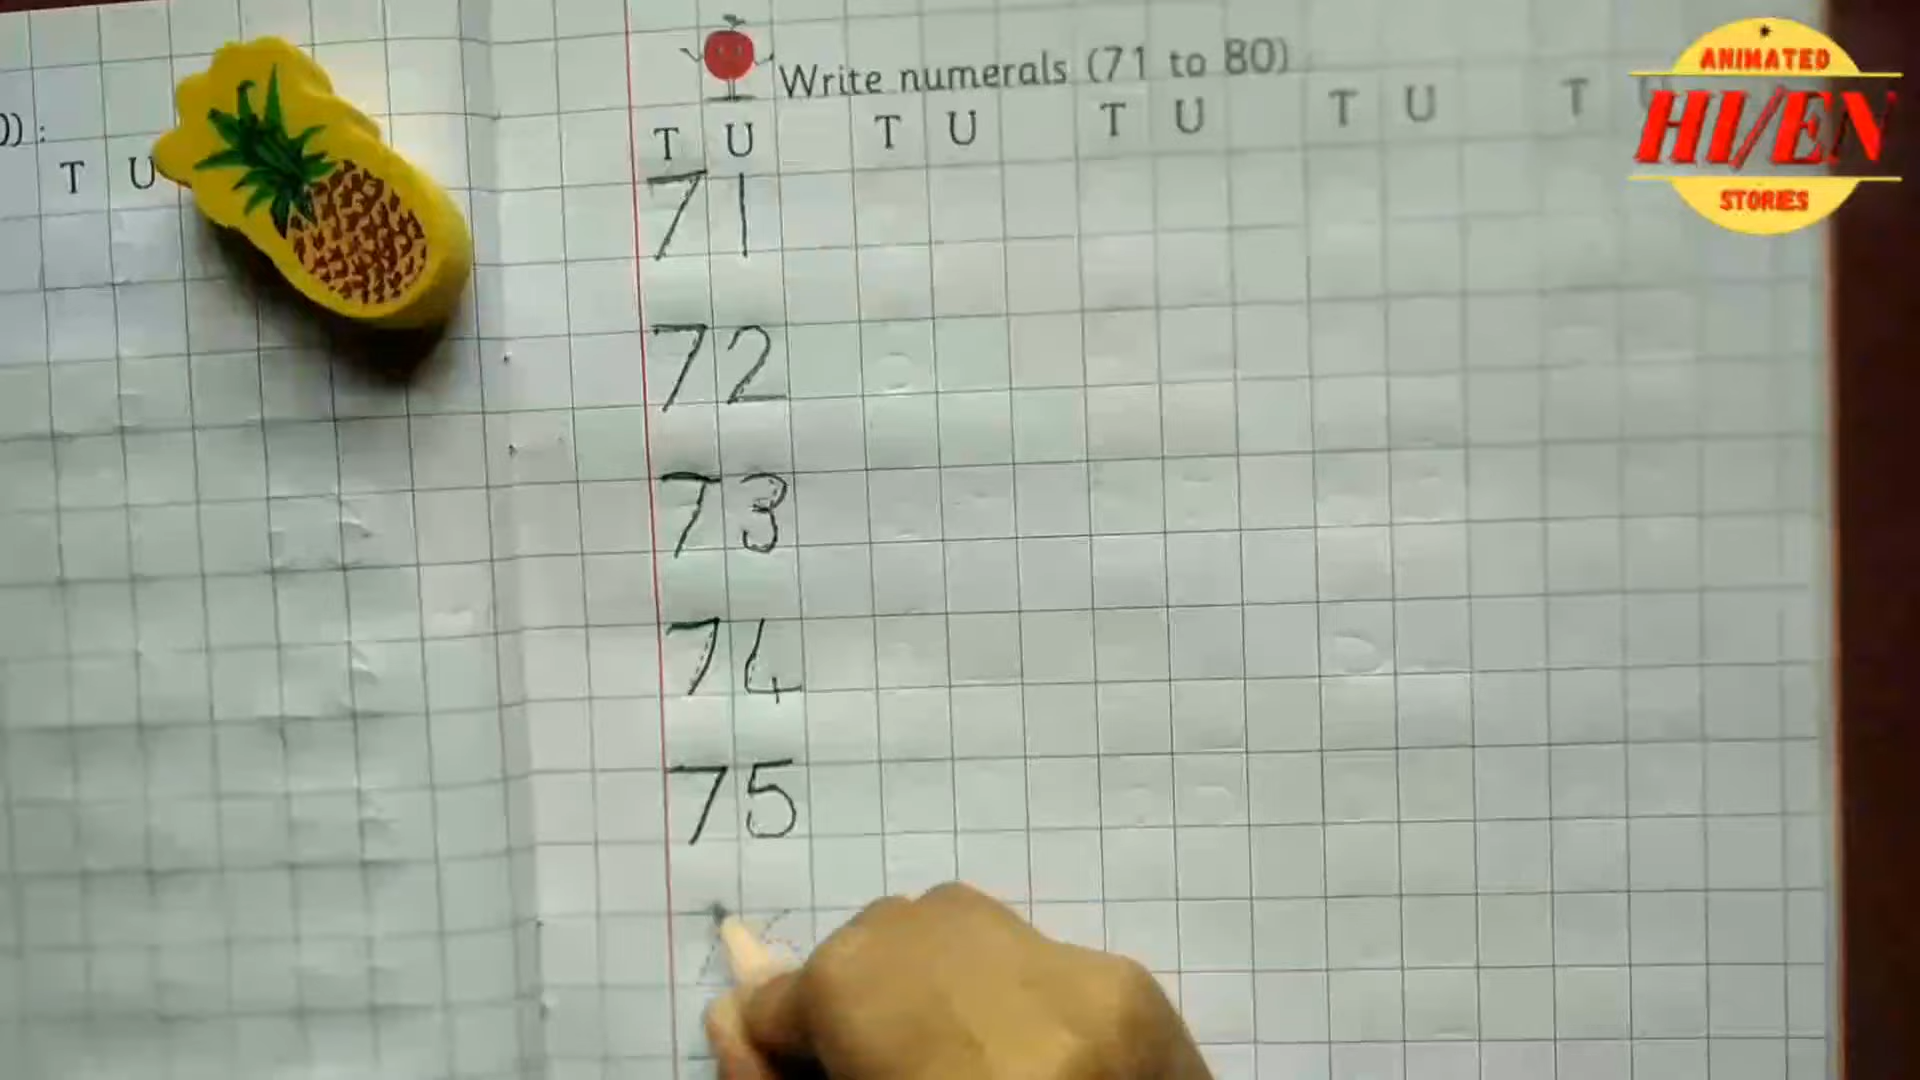 Write numerals (71 to 80)
)) :
T U
T U T U T U T U T
71
72
73
74
75
ANIMATED
HI/EN
STORIES